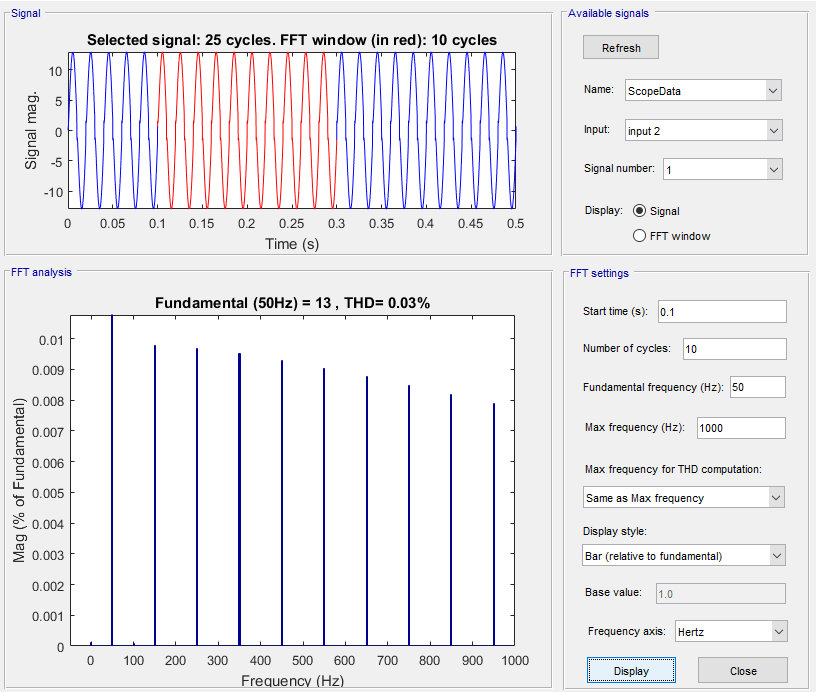 Signal
Selected signal: 25 cycles. FFT window (in red): 10 cycles
Signal mag.
10
5
0
-5
-10
0 0.05 0.1 0.15 0.2 0.25 0.3 0.35 0.4 0.45 0.5
Time (s)
Available signals
Refresh
Name: ScopeData
Input: input 2
Signal number: 1
Display: Signal
FFT window
FFT analysis
Fundamental (50Hz) = 13 , THD= 0.03%
Mag (% of Fundamental)
0.01
0.009
0.008
0.007
0.006
0.005
0.004
0.003
0.002
0.001
0
0 100 200 300 400 500 600 700 800 900 1000
Frequency (Hz)
FFT settings
Start time (s): 0.1
Number of cycles: 10
Fundamental frequency (Hz): 50
Max frequency (Hz): 1000
Max frequency for THD computation:
Same as Max frequency
Display style:
Bar (relative to fundamental)
Base value: 1.0
Frequency axis: Hertz
Display Close